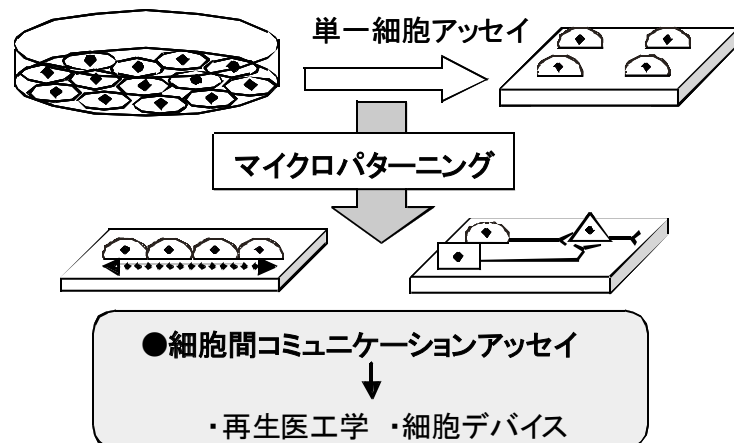 単一細胞アッセイ
マイクロパターニング
●細胞間コミュニケーションアッセイ
・再生医工学 ・細胞デバイス